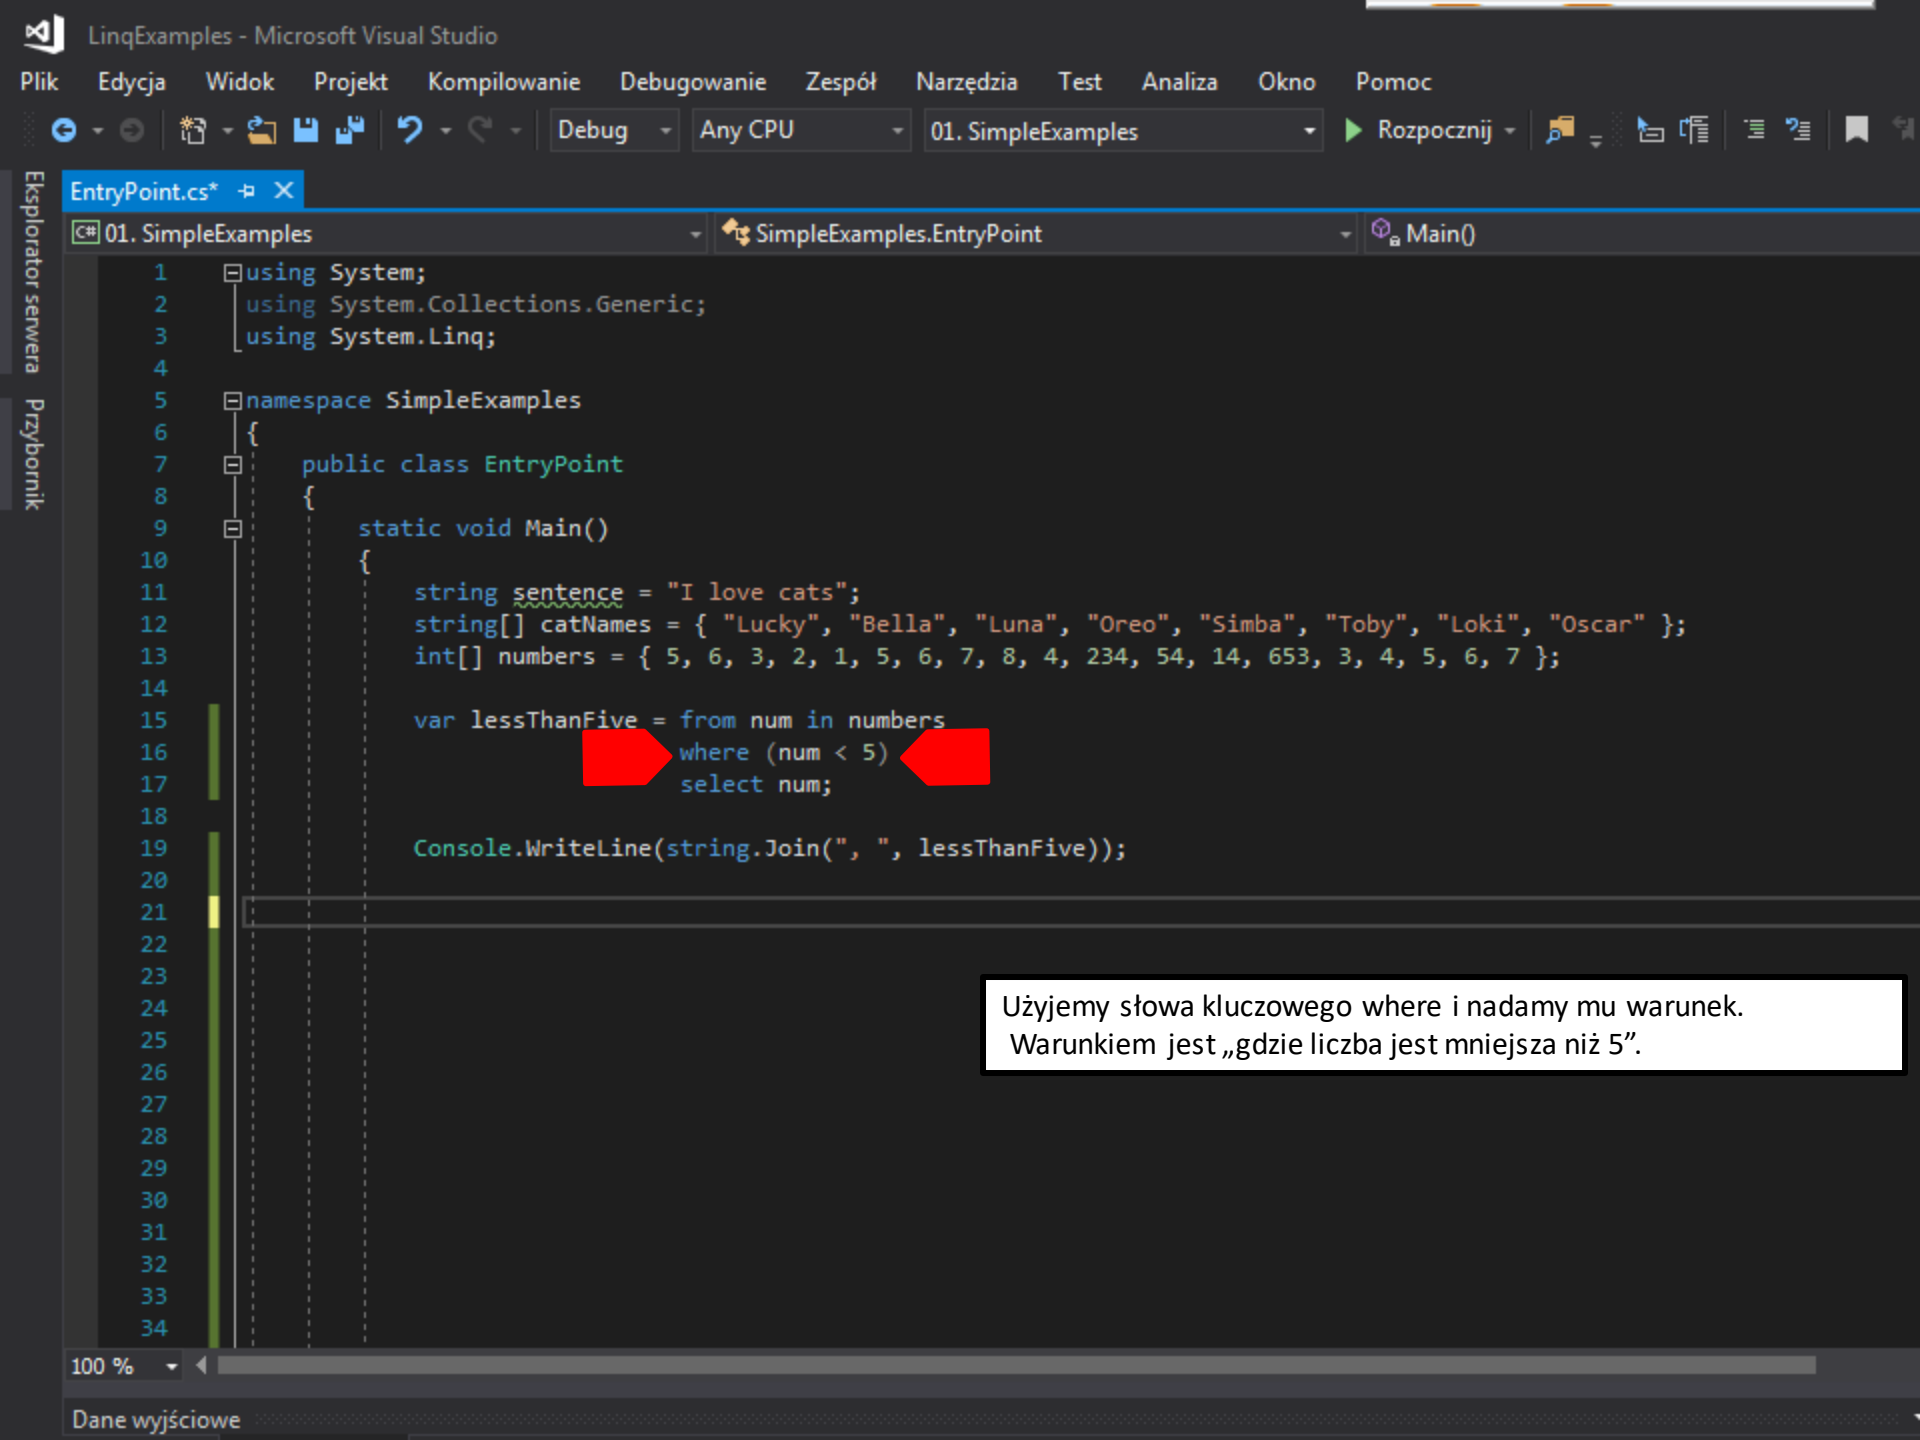 LinqExamples - Microsoft Visual Studio
Plik Edycja Widok Projekt Kompilowanie Debugowanie Zespół Narzędzia Test Analiza Okno Pomoc
Debug Any CPU 01. SimpleExamples Rozpocznij
Eksplorator serwera
Przybornik
EntryPoint.cs*
C# 01. SimpleExamples SimpleExamples.EntryPoint Main()
1 using System;
2 using System.Collections.Generic;
3 using System.Linq;
4
5 namespace SimpleExamples
6 {
7 public class EntryPoint
8 {
9 static void Main()
10 {
11 string sentence = "I love cats";
12 string[] catNames = { "Lucky", "Bella", "Luna", "Oreo", "Simba", "Toby", "Loki", "Oscar" };
13 int[] numbers = { 5, 6, 3, 2, 1, 5, 6, 7, 8, 4, 234, 54, 14, 653, 3, 4, 5, 6, 7 };
14
15 var lessThanFive = from num in numbers
16 where (num < 5)
17 select num;
18
19 Console.WriteLine(string.Join(", ", lessThanFive));
20
21
22
23
24
25
26
27
28
29
30
31
32
33
34
Użyjemy słowa kluczowego where i nadamy mu warunek.
Warunkiem jest „gdzie liczba jest mniejsza niż 5”.
100 %
Dane wyjściowe